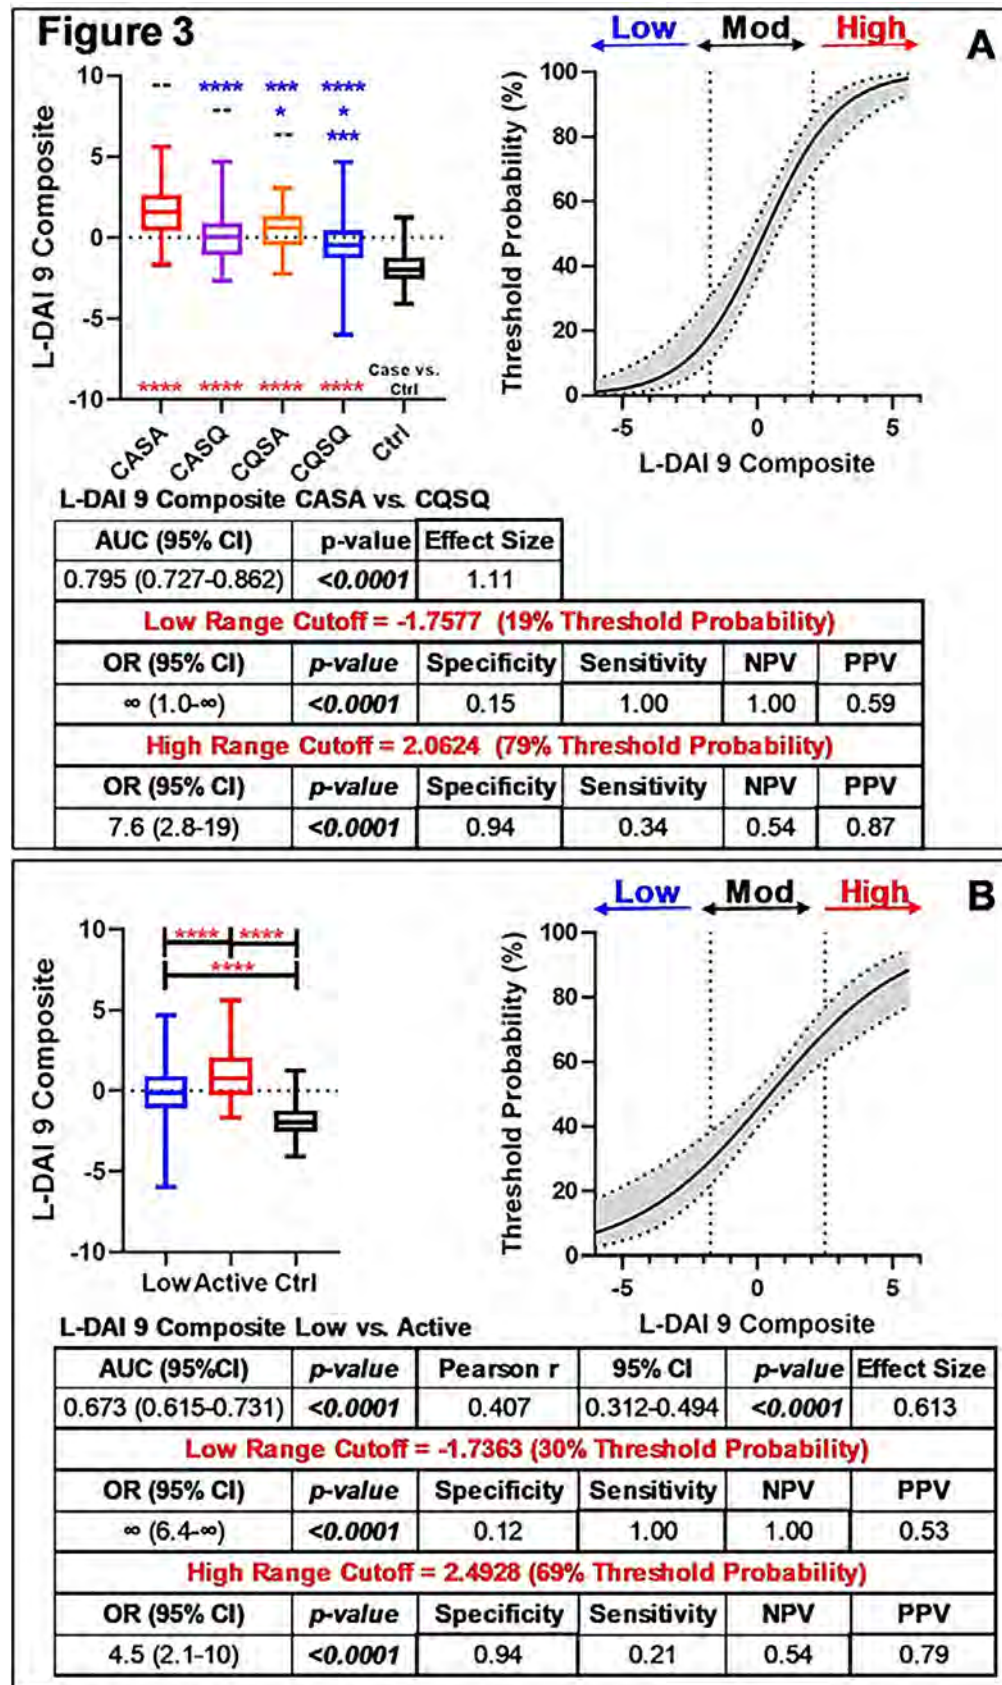 Figure 3
A
Low Mod High
L-DAI 9 Composite
10
5
0
-5
-10
-- **** *** ****
-- * *
-- ***
**** **** **** ****
Case vs.
Ctrl
CASA CASQ CQSA CQSQ Ctrl
Threshold Probability (%)
100
80
60
40
20
0
-5 0 5
L-DAI 9 Composite
L-DAI 9 Composite CASA vs. CQSQ
AUC (95% CI) p-value Effect Size
0.795 (0.727-0.862) <0.0001 1.11
Low Range Cutoff = -1.7577 (19% Threshold Probability)
OR (95% CI) p-value Specificity Sensitivity NPV PPV
∞ (1.0-∞) <0.0001 0.15 1.00 1.00 0.59
High Range Cutoff = 2.0624 (79% Threshold Probability)
OR (95% CI) p-value Specificity Sensitivity NPV PPV
7.6 (2.8-19) <0.0001 0.94 0.34 0.54 0.87
B
Low Mod High
L-DAI 9 Composite
10
5
0
-5
-10
**** ****
****
Low Active Ctrl
Threshold Probability (%)
100
80
60
40
20
0
-5 0 5
L-DAI 9 Composite
L-DAI 9 Composite Low vs. Active
AUC (95%CI) p-value Pearson r 95% CI p-value Effect Size
0.673 (0.615-0.731) <0.0001 0.407 0.312-0.494 <0.0001 0.613
Low Range Cutoff = -1.7363 (30% Threshold Probability)
OR (95% CI) p-value Specificity Sensitivity NPV PPV
∞ (6.4-∞) <0.0001 0.12 1.00 1.00 0.53
High Range Cutoff = 2.4928 (69% Threshold Probability)
OR (95% CI) p-value Specificity Sensitivity NPV PPV
4.5 (2.1-10) <0.0001 0.94 0.21 0.54 0.79